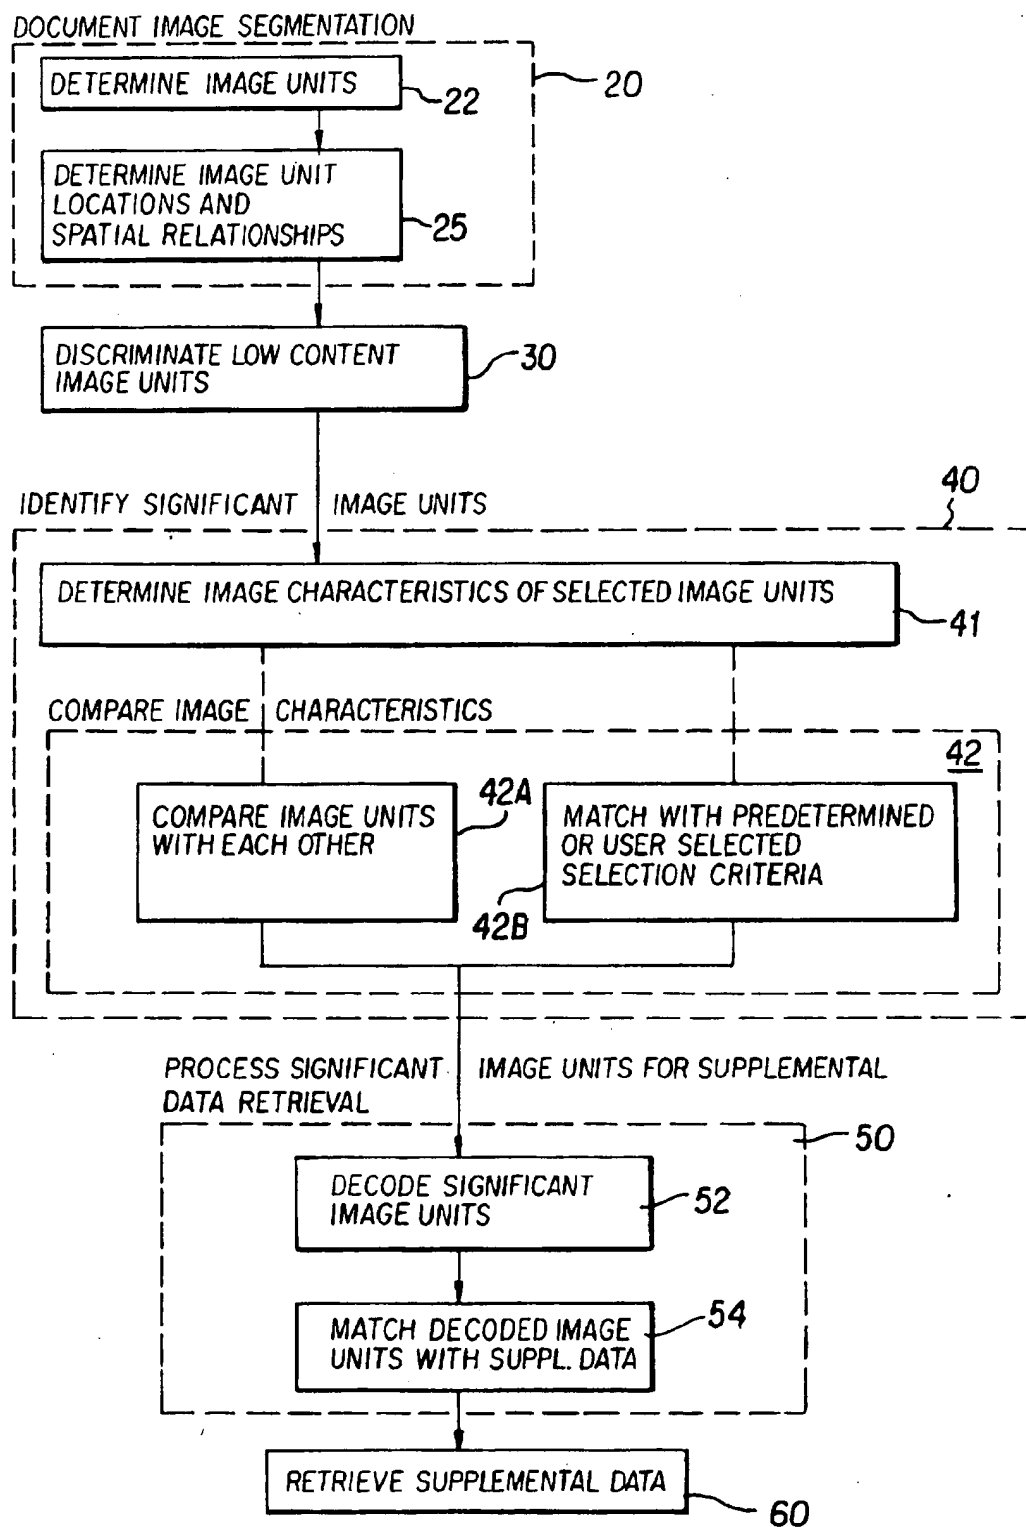 DOCUMENT IMAGE SEGMENTATION
DETERMINE IMAGE UNITS
22
20
DETERMINE IMAGE UNIT
LOCATIONS AND
SPATIAL RELATIONSHIPS
25
DISCRIMINATE LOW CONTENT
IMAGE UNITS
30
IDENTIFY SIGNIFICANT IMAGE UNITS
40
DETERMINE IMAGE CHARACTERISTICS OF SELECTED IMAGE UNITS
41
COMPARE IMAGE CHARACTERISTICS
42
COMPARE IMAGE UNITS
WITH EACH OTHER
42A
MATCH WITH PREDETERMINED
OR USER SELECTED
SELECTION CRITERIA
42B
PROCESS SIGNIFICANT IMAGE UNITS FOR SUPPLEMENTAL
DATA RETRIEVAL
50
DECODE SIGNIFICANT
IMAGE UNITS
52
MATCH DECODED IMAGE
UNITS WITH SUPPL. DATA
54
RETRIEVE SUPPLEMENTAL DATA
60